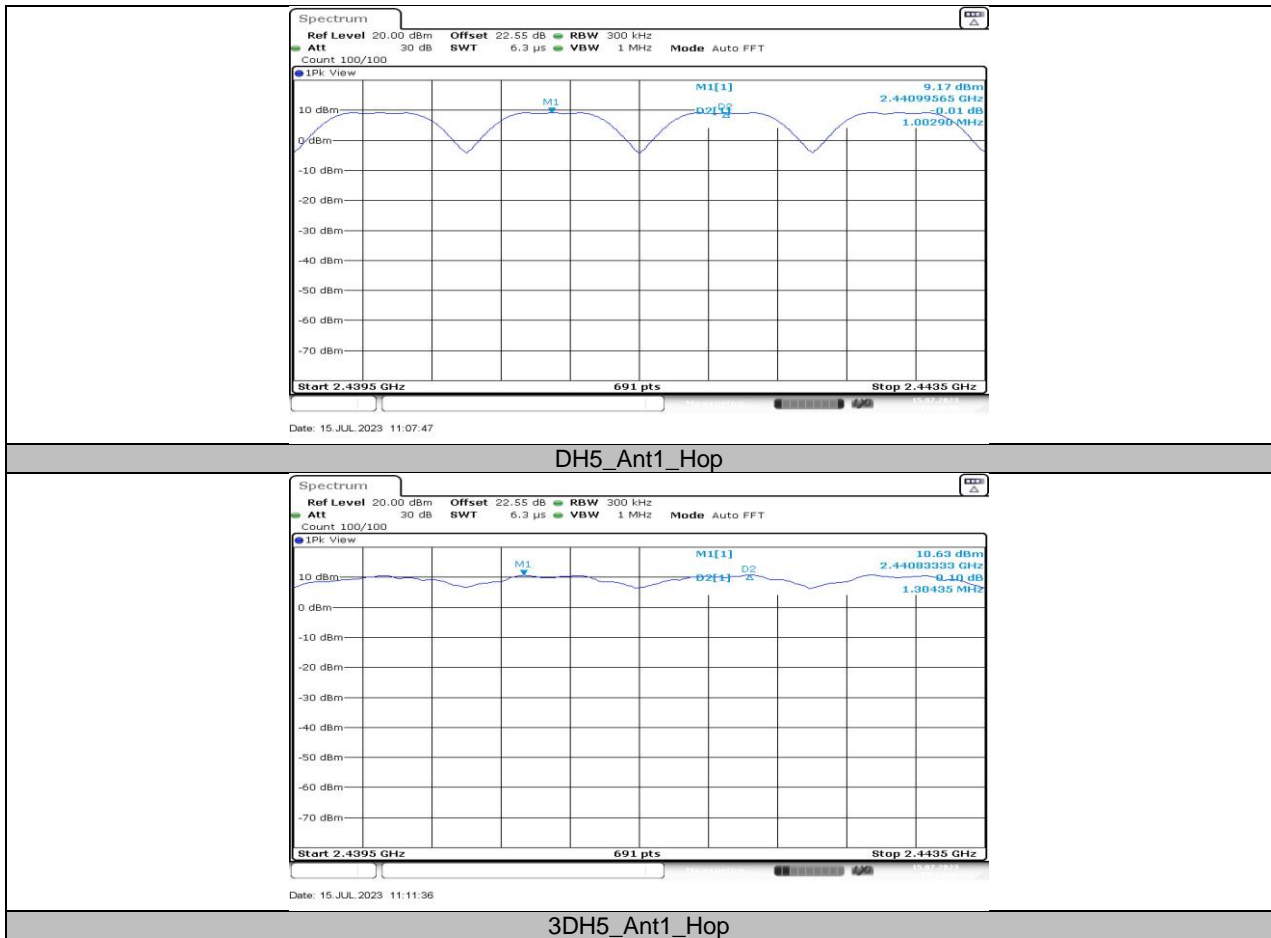 Spectrum
Ref Level 20.00 dBm Offset 22.55 dB RBW 300 kHz
Att 30 dB SWT 6.3 µs VBW 1 MHz Mode Auto FFT
Count 100/100
1Pk View
M1[1] 9.17 dBm
2.44099565 GHz
M1
D2[1] D2 -0.01 dB
1.00290 MHz
10 dBm
0 dBm
-10 dBm
-20 dBm
-30 dBm
-40 dBm
-50 dBm
-60 dBm
-70 dBm
Start 2.4395 GHz 691 pts Stop 2.4435 GHz
Date: 15.JUL.2023 11:07:47
DH5_Ant1_Hop
Spectrum
Ref Level 20.00 dBm Offset 22.55 dB RBW 300 kHz
Att 30 dB SWT 6.3 µs VBW 1 MHz Mode Auto FFT
Count 100/100
1Pk View
M1[1] 10.63 dBm
2.44083333 GHz
M1
D2[1] D2 0.10 dB
1.30435 MHz
10 dBm
0 dBm
-10 dBm
-20 dBm
-30 dBm
-40 dBm
-50 dBm
-60 dBm
-70 dBm
Start 2.4395 GHz 691 pts Stop 2.4435 GHz
Date: 15.JUL.2023 11:11:36
3DH5_Ant1_Hop